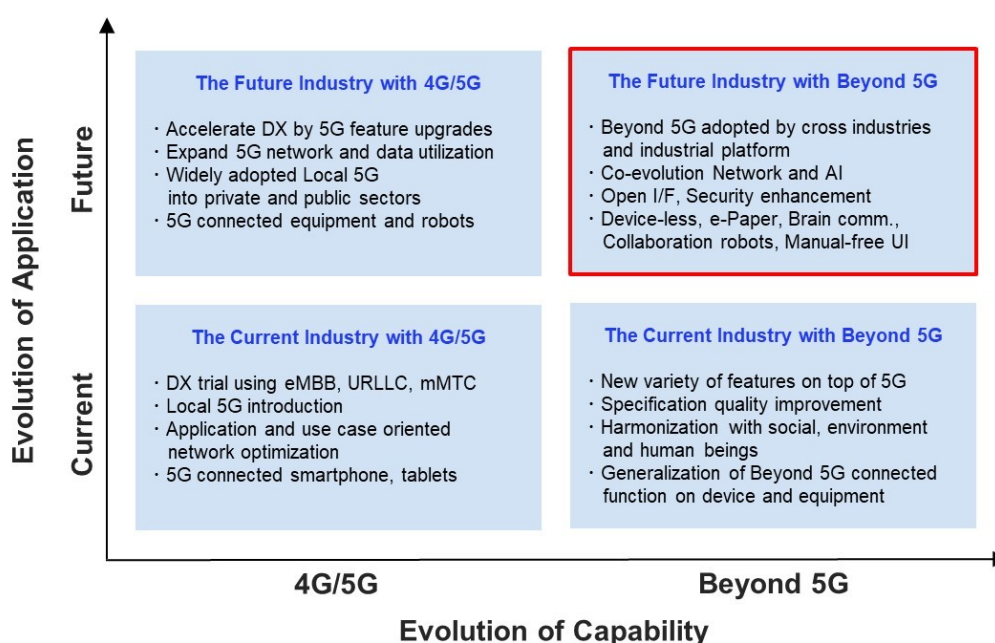 Evolution of Application
Future
The Future Industry with 4G/5G
・Accelerate DX by 5G feature upgrades
・Expand 5G network and data utilization
・Widely adopted Local 5G
into private and public sectors
・5G connected equipment and robots
The Future Industry with Beyond 5G
・Beyond 5G adopted by cross industries
and industrial platform
・Co-evolution Network and AI
・Open I/F, Security enhancement
・Device-less, e-Paper, Brain comm.,
Collaboration robots, Manual-free UI
Current
The Current Industry with 4G/5G
・DX trial using eMBB, URLLC, mMTC
・Local 5G introduction
・Application and use case oriented
network optimization
・5G connected smartphone, tablets
The Current Industry with Beyond 5G
・New variety of features on top of 5G
・Specification quality improvement
・Harmonization with social, environment
and human beings
・Generalization of Beyond 5G connected
function on device and equipment
4G/5G
Beyond 5G
Evolution of Capability